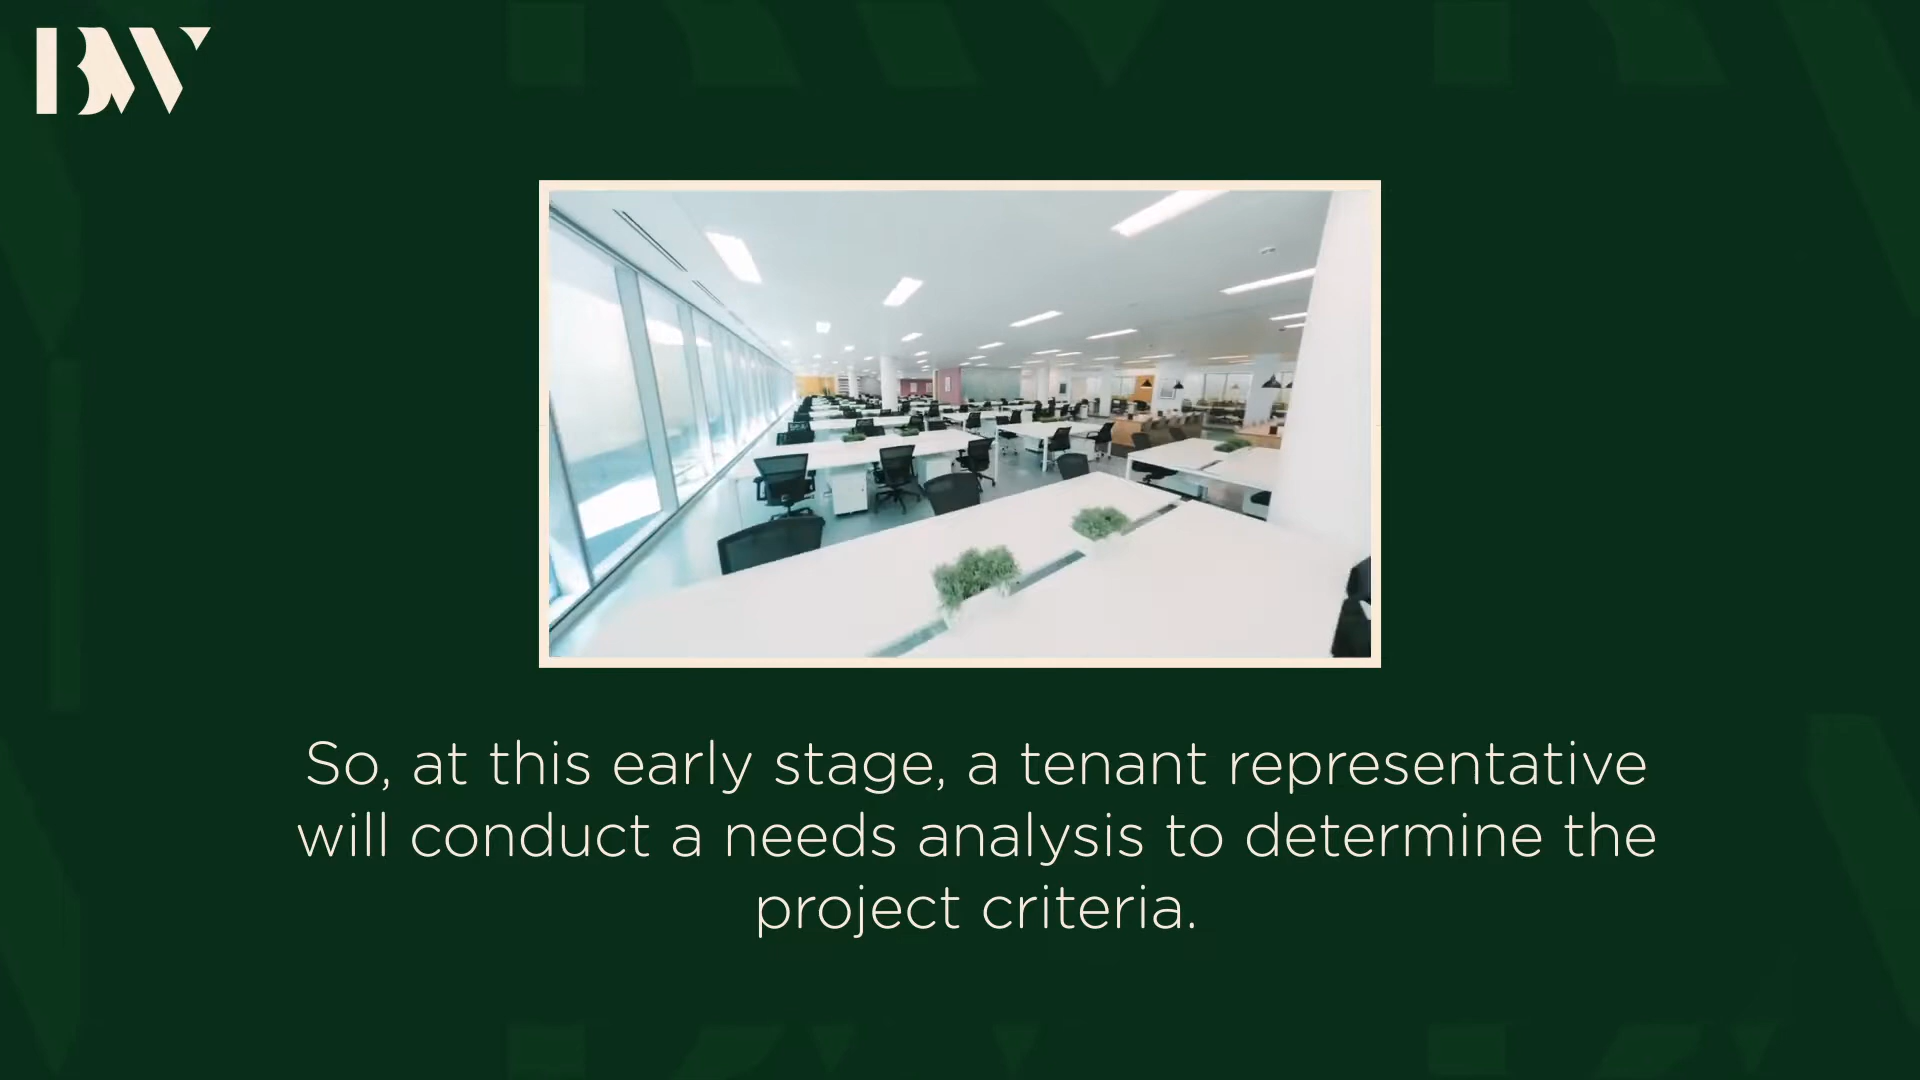 BW
So, at this early stage, a tenant representative
will conduct a needs analysis to determine the
project criteria.